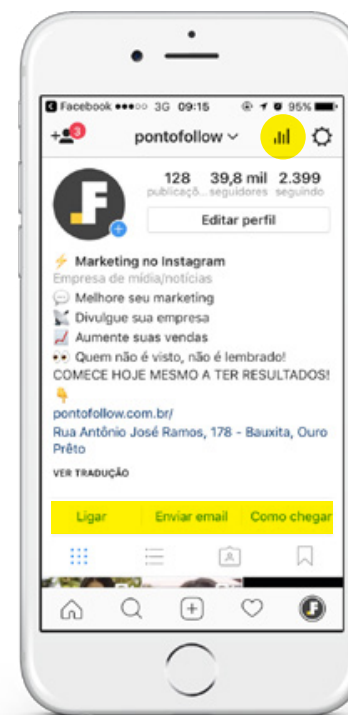 Facebook 3G 09:15 95%
3
pontofollow
128 39,8 mil 2.399
publicaçõ... seguidores seguindo
Editar perfil
Marketing no Instagram
Empresa de mídia/notícias
Melhore seu marketing
Divulgue sua empresa
Aumente suas vendas
Quem não é visto, não é lembrado!
COMECE HOJE MESMO A TER RESULTADOS!
pontofollow.com.br/
Rua Antônio José Ramos, 178 - Bauxita, Ouro
Prêto
VER TRADUÇÃO
Ligar Enviar email Como chegar